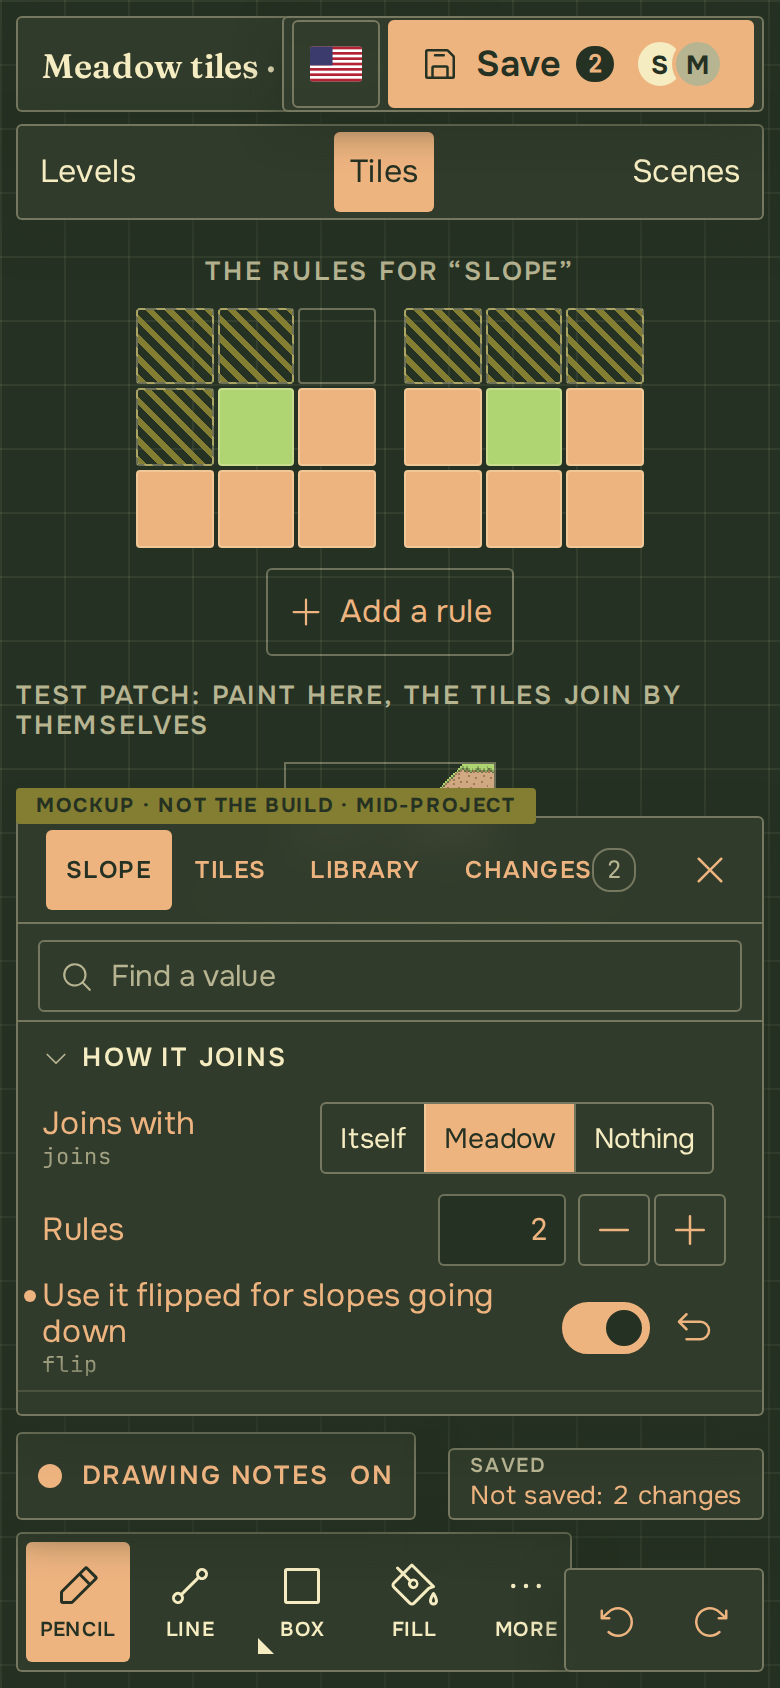 Meadow tiles ·
Save 2 S M
Levels Tiles Scenes
THE RULES FOR “SLOPE”
+ Add a rule
TEST PATCH: PAINT HERE, THE TILES JOIN BY
THEMSELVES
MOCKUP · NOT THE BUILD · MID-PROJECT
SLOPE TILES LIBRARY CHANGES 2
Find a value
HOW IT JOINS
Joins with
joins
Itself Meadow Nothing
Rules 2
Use it flipped for slopes going
down
flip
DRAWING NOTES ON
SAVED
Not saved: 2 changes
PENCIL LINE BOX FILL MORE